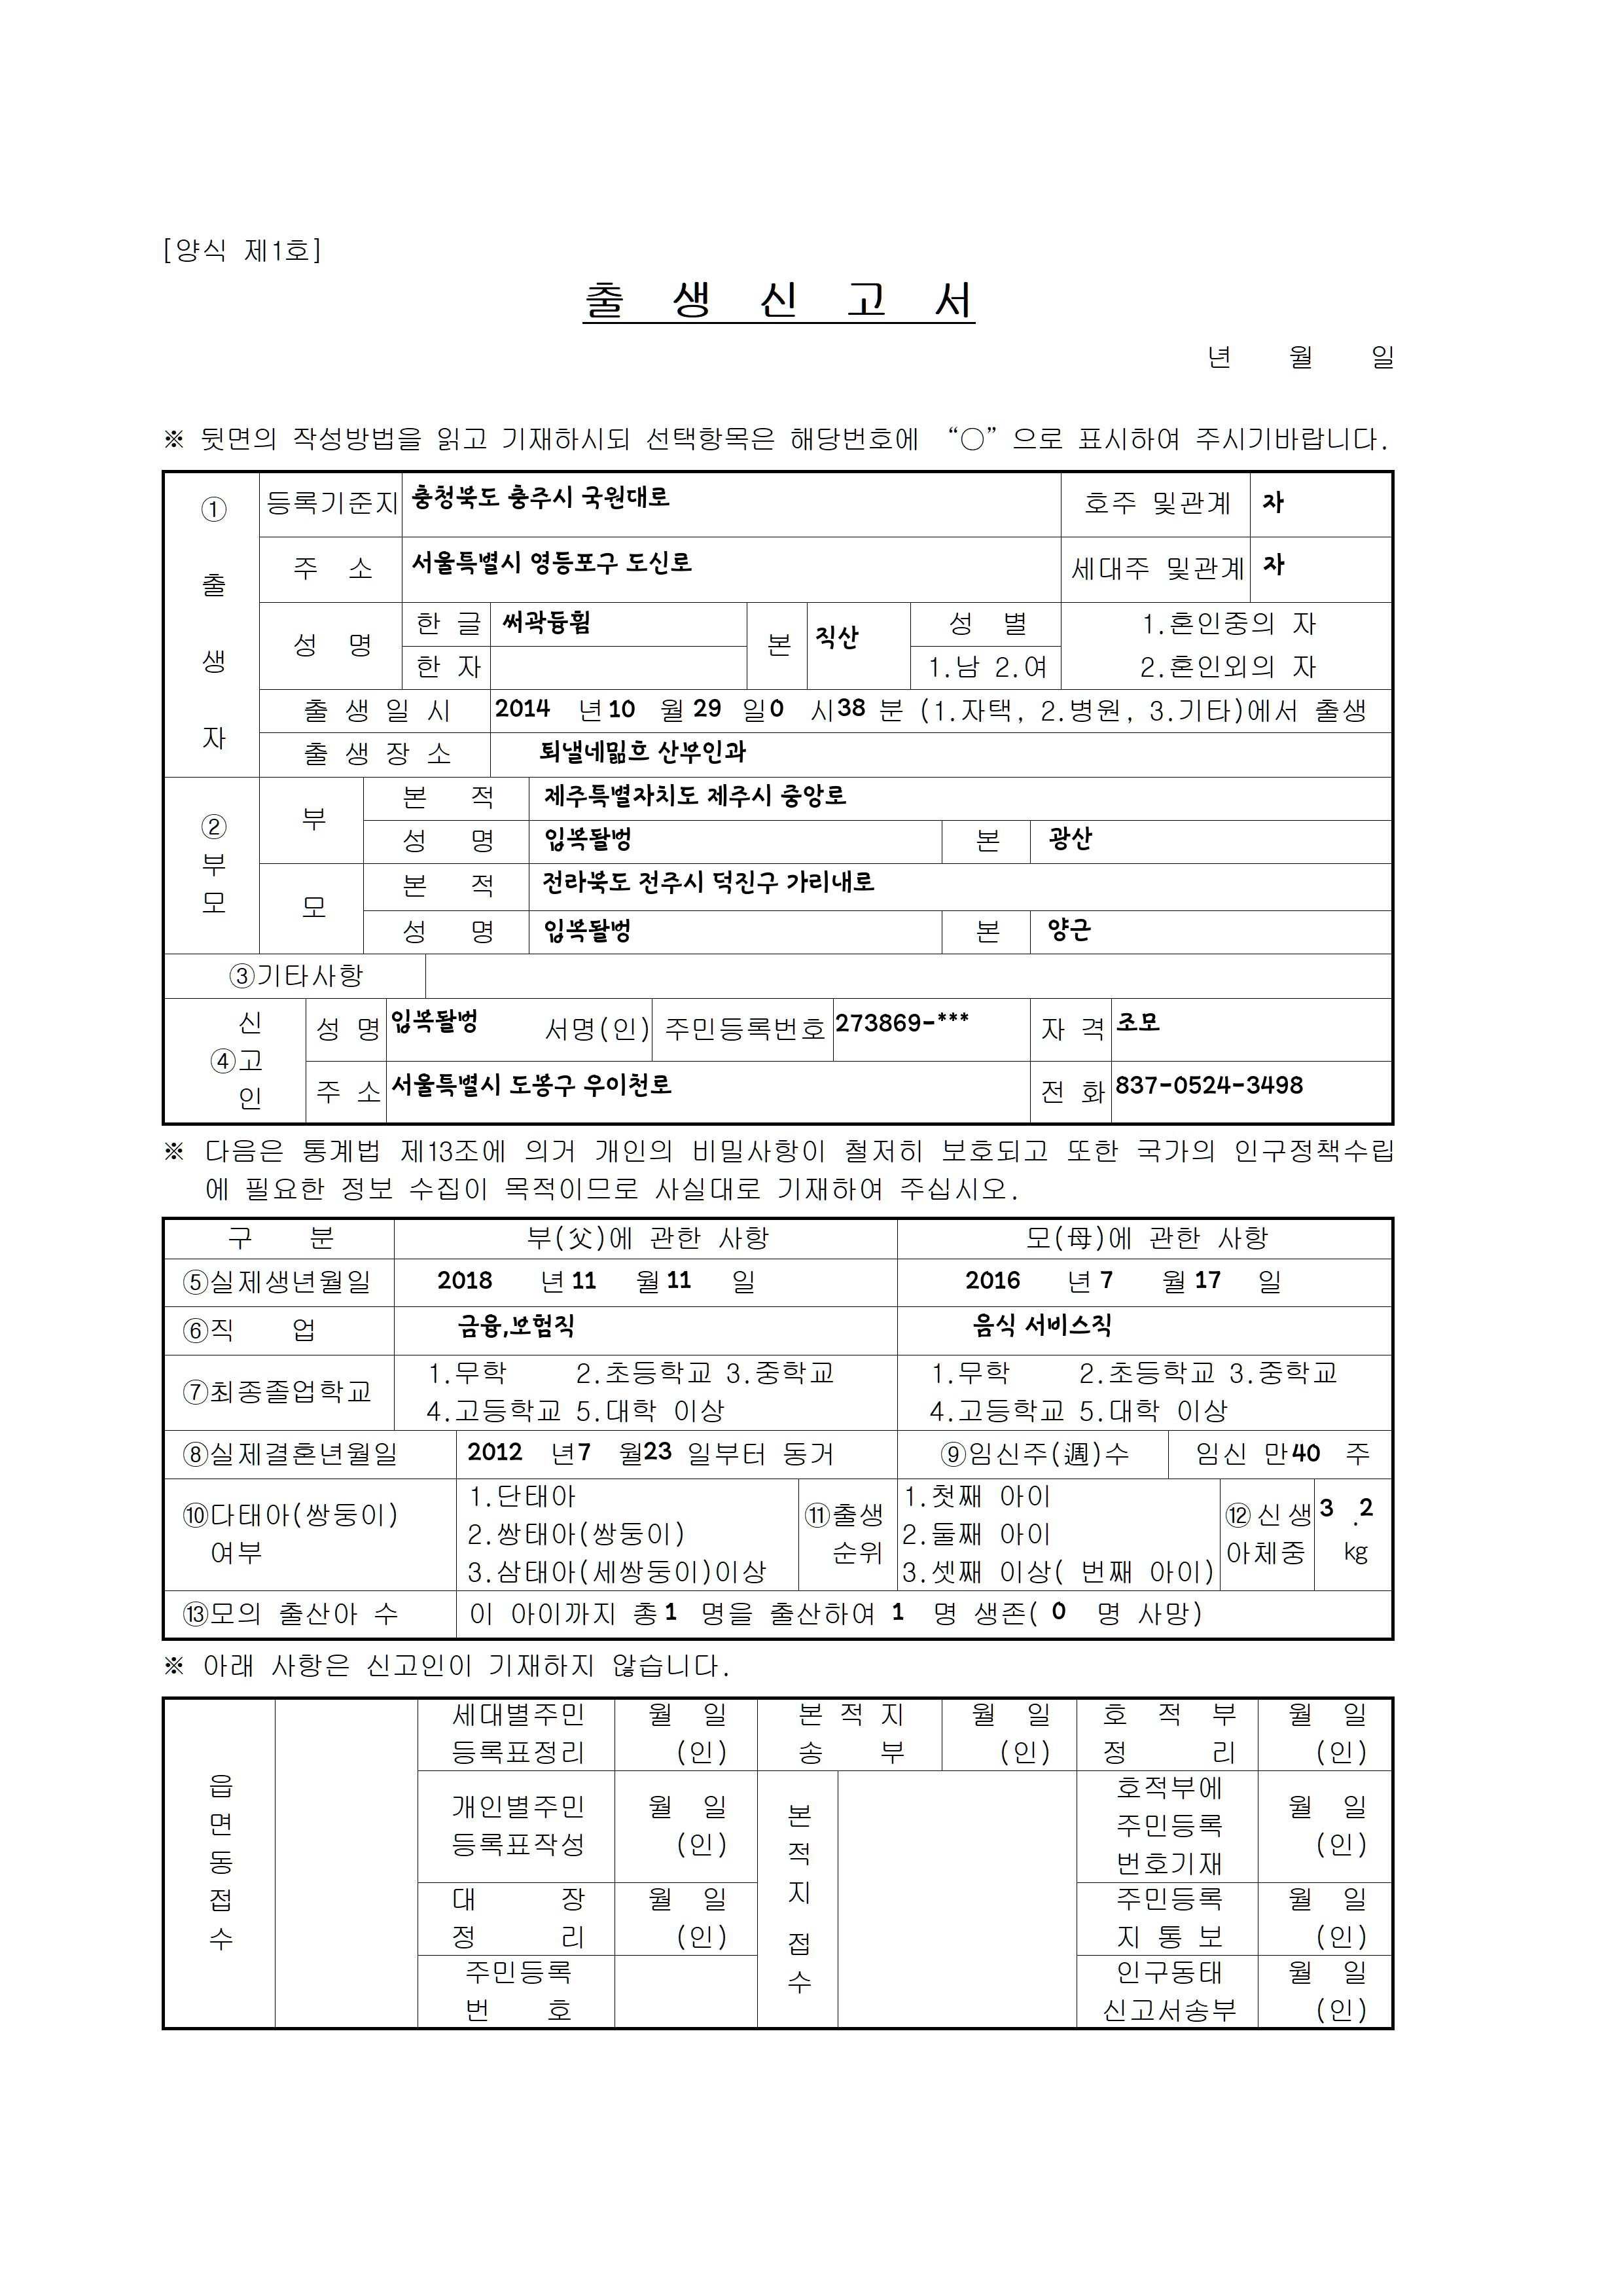 [양식 제1호]
출 생 신 고 서
년 월 일
※ 뒷면의 작성방법을 읽고 기재하시되 선택항목은 해당번호에 “○” 으로 표시하여 주시기바랍니다.
① 출 생 자
등록기준지 충청북도 충주시 국원대로 호주 및관계 자
주 소 서울특별시 영등포구 도신로 세대주 및관계 자
성 명 한 글 써곽듕휨 본 직산 성 별 1.혼인중의 자
한 자 1.남 2.여 2.혼인외의 자
출 생 일 시 2014 년 10 월 29 일 0 시 38 분 (1.자택, 2.병원, 3.기타)에서 출생
출 생 장 소 퇴낼네밂흐 산부인과
② 부 모
부 본 적 제주특별자치도 제주시 중앙로
성 명 입복돨벙 본 광산
모 본 적 전라북도 전주시 덕진구 가리내로
성 명 입복돨벙 본 양근
③기타사항
④ 신 고 인
성 명 입복돨벙 서명(인) 주민등록번호 273869-*** 자 격 조모
주 소 서울특별시 도봉구 우이천로 전 화 837-0524-3498
※ 다음은 통계법 제13조에 의거 개인의 비밀사항이 철저히 보호되고 또한 국가의 인구정책수립
에 필요한 정보 수집이 목적이므로 사실대로 기재하여 주십시오.
구 분 부(父)에 관한 사항 모(母)에 관한 사항
⑤실제생년월일 2018 년 11 월 11 일 2016 년 7 월 17 일
⑥직 업 금융,보험직 음식 서비스직
⑦최종졸업학교
1.무학 2.초등학교 3.중학교 1.무학 2.초등학교 3.중학교
4.고등학교 5.대학 이상 4.고등학교 5.대학 이상
⑧실제결혼년월일 2012 년 7 월 23 일부터 동거 ⑨임신주(週)수 임신 만 40 주
⑩다태아(쌍둥이) 여부
1.단태아
2.쌍태아(쌍둥이)
3.삼태아(세쌍둥이)이상
⑪출생 순위
1.첫째 아이
2.둘째 아이
3.셋째 이상( 번째 아이)
⑫신생 아체중 3 .2 kg
⑬모의 출산아 수 이 아이까지 총 1 명을 출산하여 1 명 생존( 0 명 사망)
※ 아래 사항은 신고인이 기재하지 않습니다.
읍 면 동 접 수
세대별주민 월 일 본 적 지 월 일 호 적 부 월 일
등록표정리 (인) 송 부 (인) 정 리 (인)
개인별주민 월 일
등록표작성 (인)
본 적 지 접 수
호적부에
주민등록 월 일
번호기재 (인)
대 장 월 일 주민등록 월 일
정 리 (인) 지 통 보 (인)
주민등록 인구동태 월 일
번 호 신고서송부 (인)